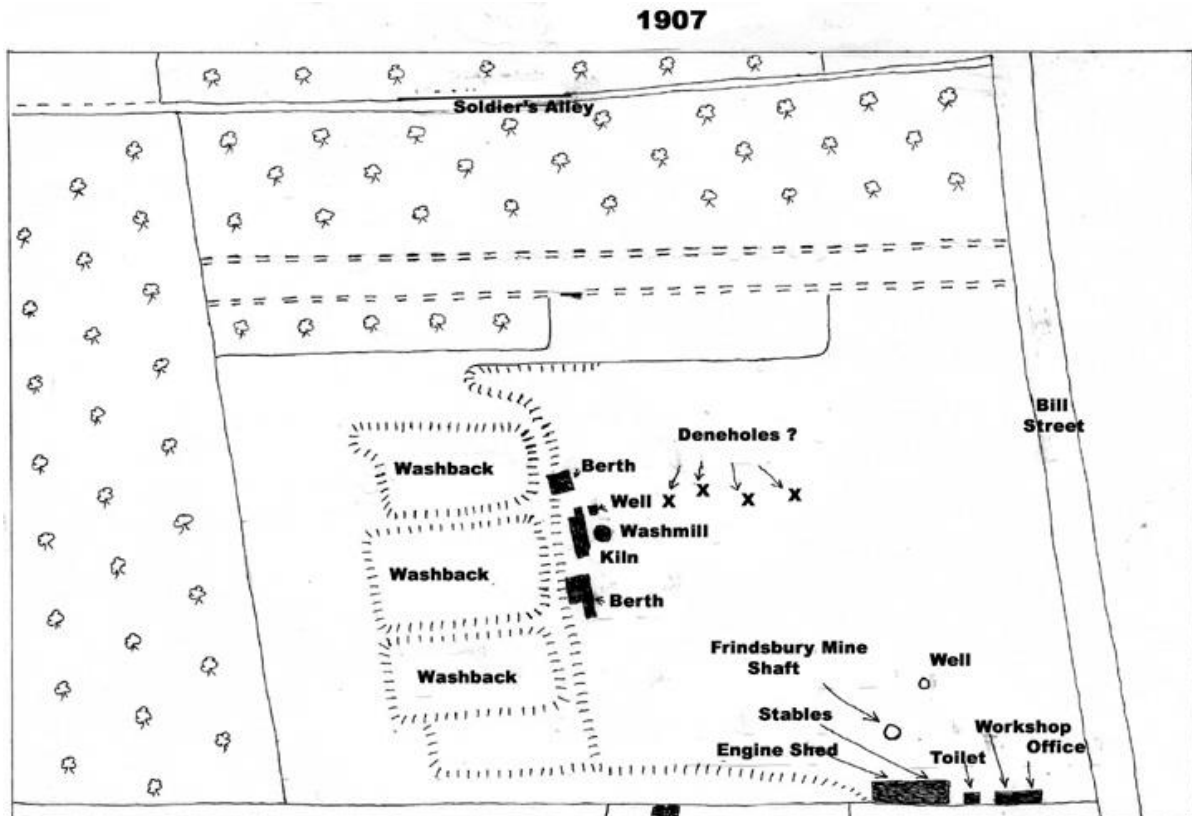 1907
Soldier's Alley
Bill
Street
Deneholes ?
Washback
Berth
Well X X X X
Washmill
Kiln
Washback
Berth
Frindsbury Mine
Shaft
Well
Washback
Stables
Workshop
Office
Engine Shed
Toilet